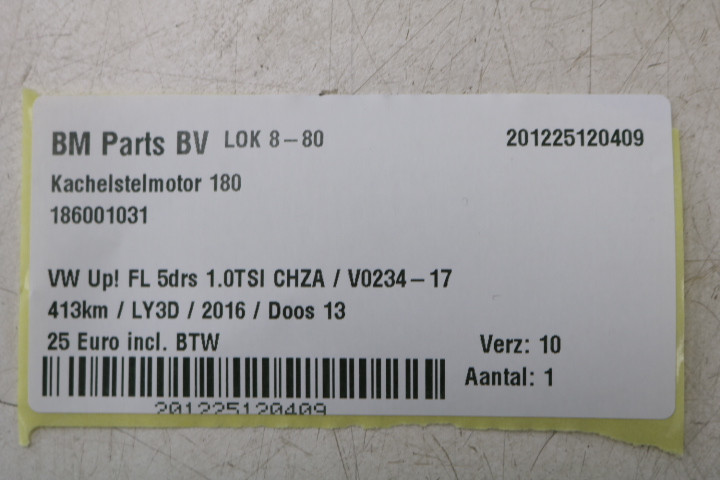 BM Parts BV LOK 8-80 201225120409
Kachelstelmotor 180
186001031
VW Up! FL 5drs 1.0TSI CHZA / V0234-17
413km / LY3D / 2016 / Doos 13
25 Euro incl. BTW Verz: 10
Aantal: 1
201225120409